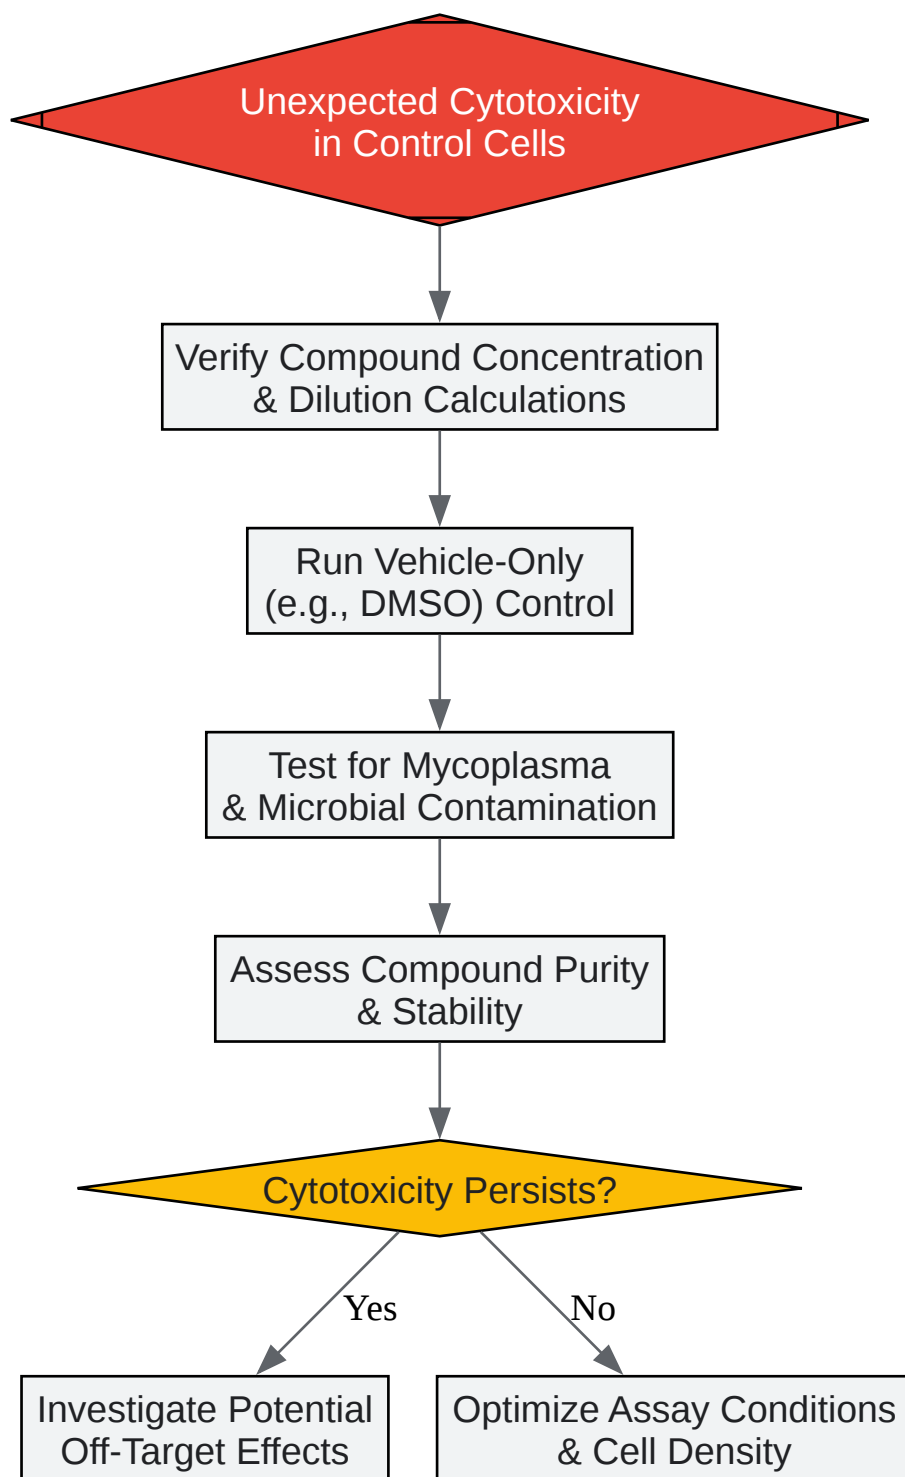 Unexpected Cytotoxicity
in Control Cells
Verify Compound Concentration
& Dilution Calculations
Run Vehicle-Only
(e.g., DMSO) Control
Test for Mycoplasma
& Microbial Contamination
Assess Compound Purity
& Stability
Cytotoxicity Persists?
Yes
No
Investigate Potential
Off-Target Effects
Optimize Assay Conditions
& Cell Density